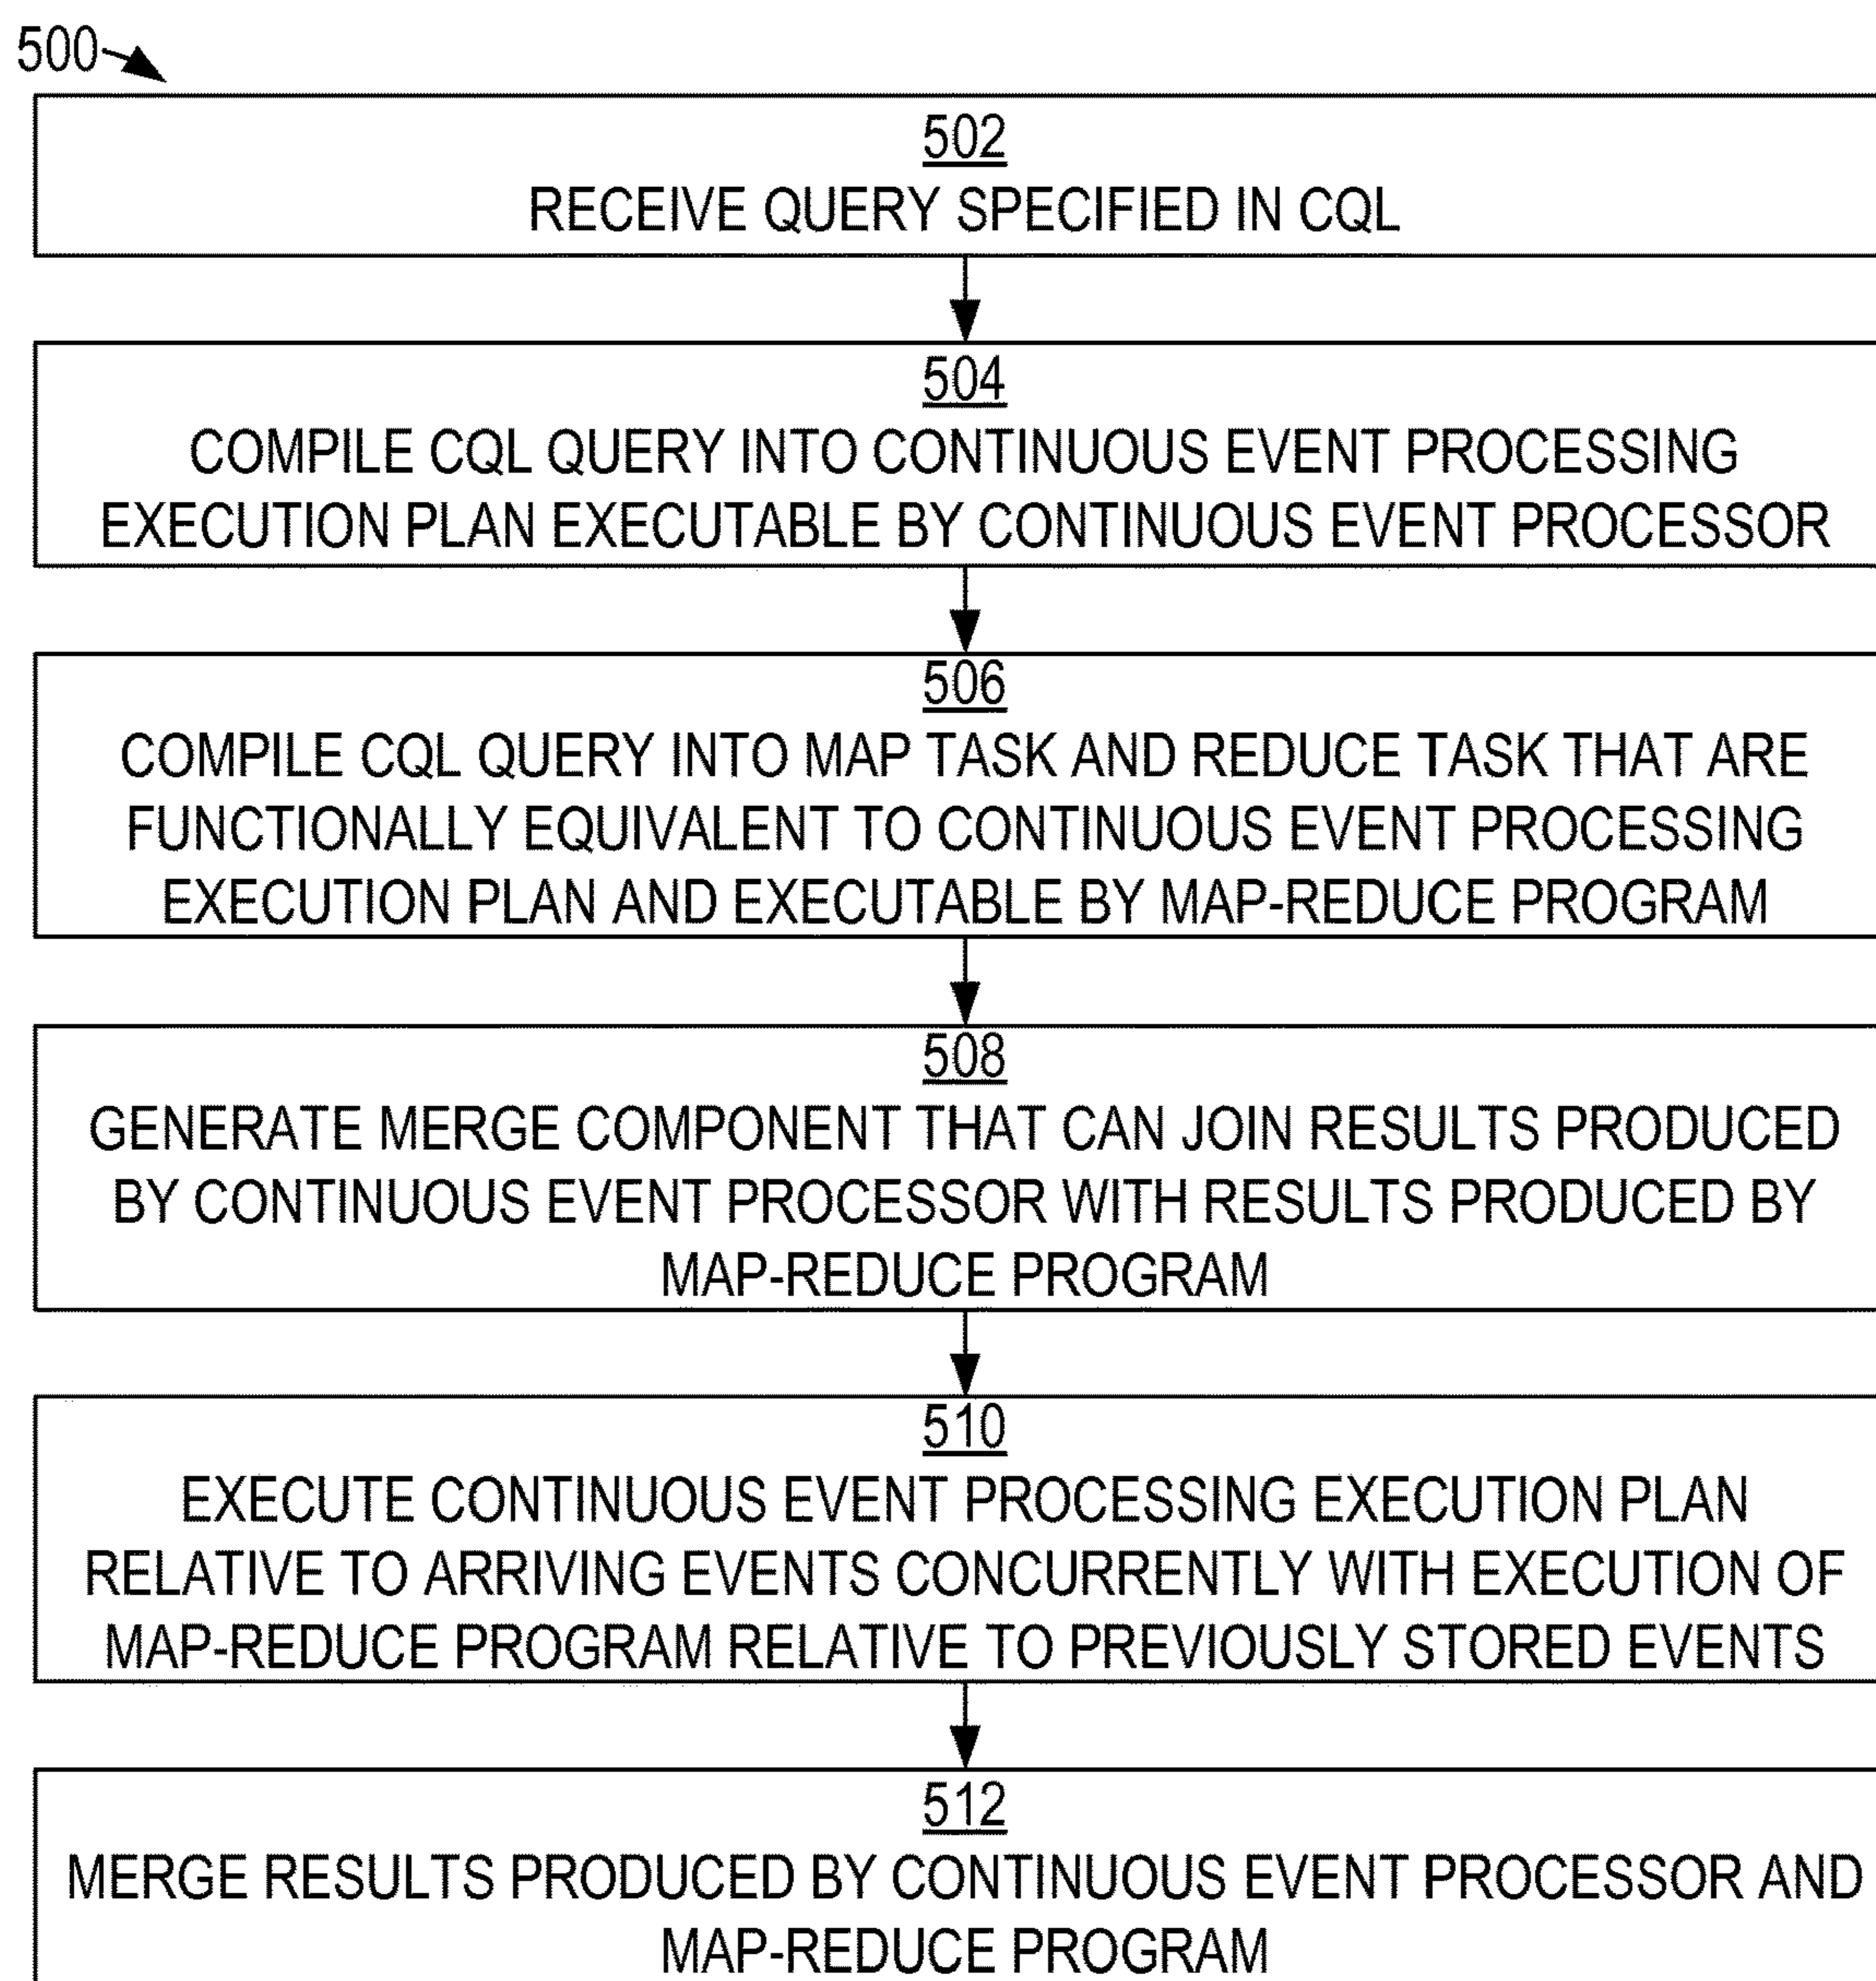 500
502
RECEIVE QUERY SPECIFIED IN CQL
504
COMPILE CQL QUERY INTO CONTINUOUS EVENT PROCESSING
EXECUTION PLAN EXECUTABLE BY CONTINUOUS EVENT PROCESSOR
506
COMPILE CQL QUERY INTO MAP TASK AND REDUCE TASK THAT ARE
FUNCTIONALLY EQUIVALENT TO CONTINUOUS EVENT PROCESSING
EXECUTION PLAN AND EXECUTABLE BY MAP-REDUCE PROGRAM
508
GENERATE MERGE COMPONENT THAT CAN JOIN RESULTS PRODUCED
BY CONTINUOUS EVENT PROCESSOR WITH RESULTS PRODUCED BY
MAP-REDUCE PROGRAM
510
EXECUTE CONTINUOUS EVENT PROCESSING EXECUTION PLAN
RELATIVE TO ARRIVING EVENTS CONCURRENTLY WITH EXECUTION OF
MAP-REDUCE PROGRAM RELATIVE TO PREVIOUSLY STORED EVENTS
512
MERGE RESULTS PRODUCED BY CONTINUOUS EVENT PROCESSOR AND
MAP-REDUCE PROGRAM